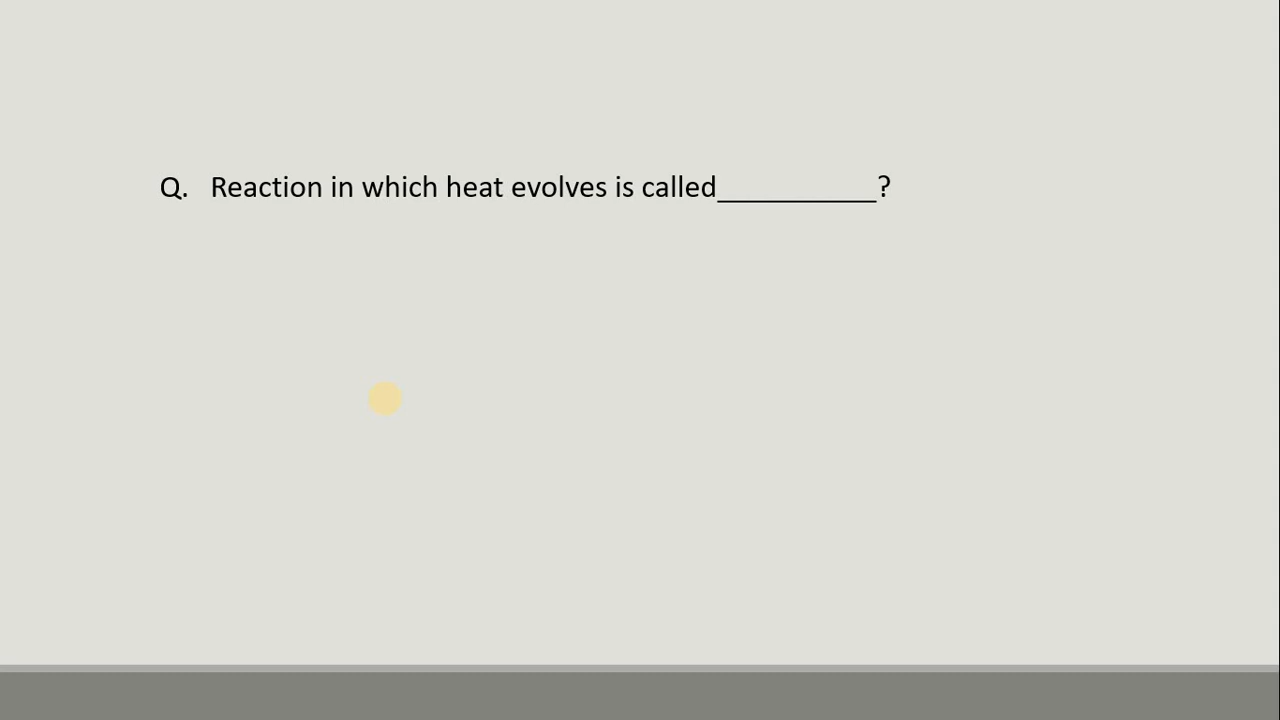 Q. Reaction in which heat evolves is called__________?